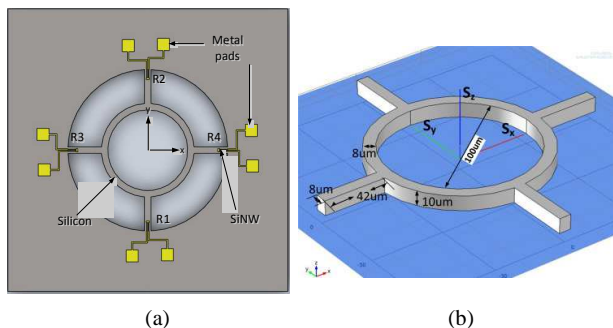 Metal
pads
R2
y
R3
R4
x
R1
Silicon
SiNW
Sz
Sy
Sx
8um
100um
8um
42um
10um
z
y
x
(a)
(b)